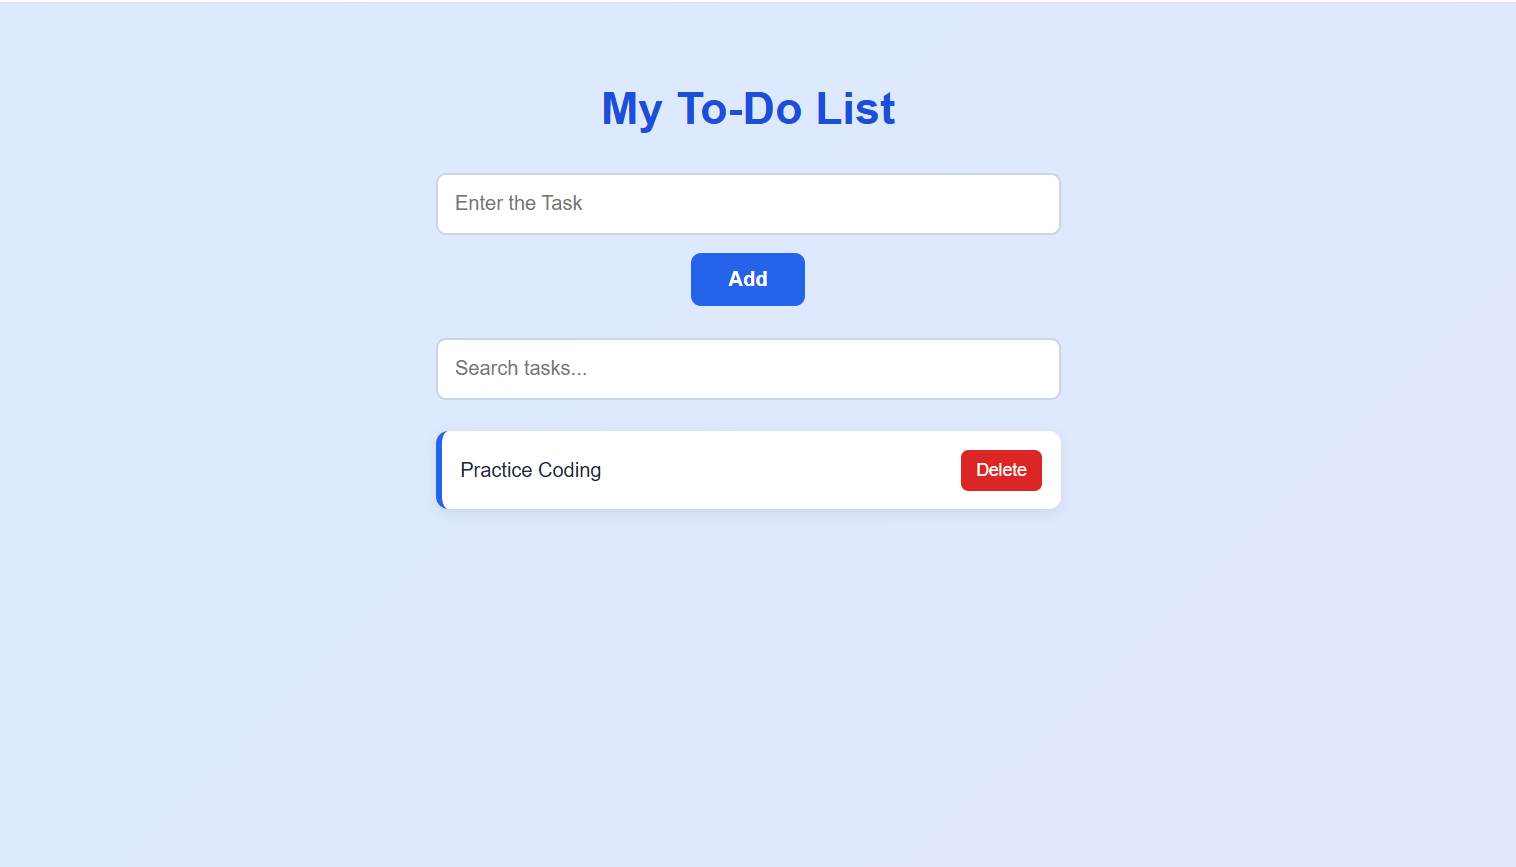 My To-Do List
Enter the Task
Add
Search tasks...
Practice Coding
Delete